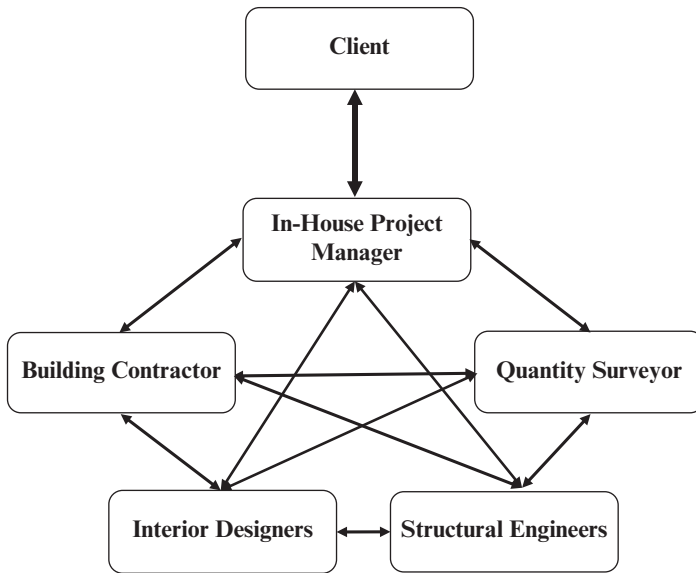 Client
In-House Project
Manager
Building Contractor
Quantity Surveyor
Interior Designers
Structural Engineers